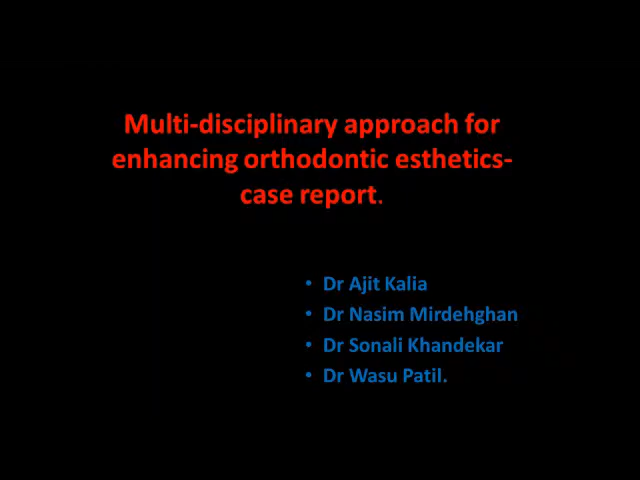 Multi-disciplinary approach for
enhancing orthodontic esthetics-
case report.
• Dr Ajit Kalia
• Dr Nasim Mirdehghan
• Dr Sonali Khandekar
• Dr Wasu Patil.